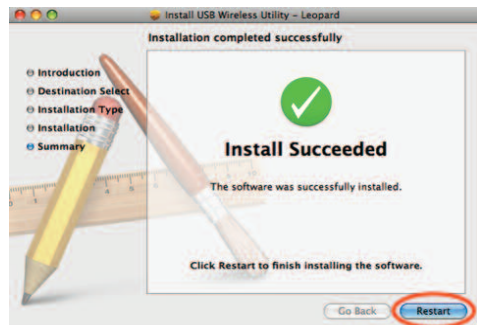 Install USB Wireless Utility – Leopard
Installation completed successfully
Introduction
Destination Select
Installation Type
Installation
Summary
Install Succeeded
The software was successfully installed.
Click Restart to finish installing the software.
Go Back
Restart